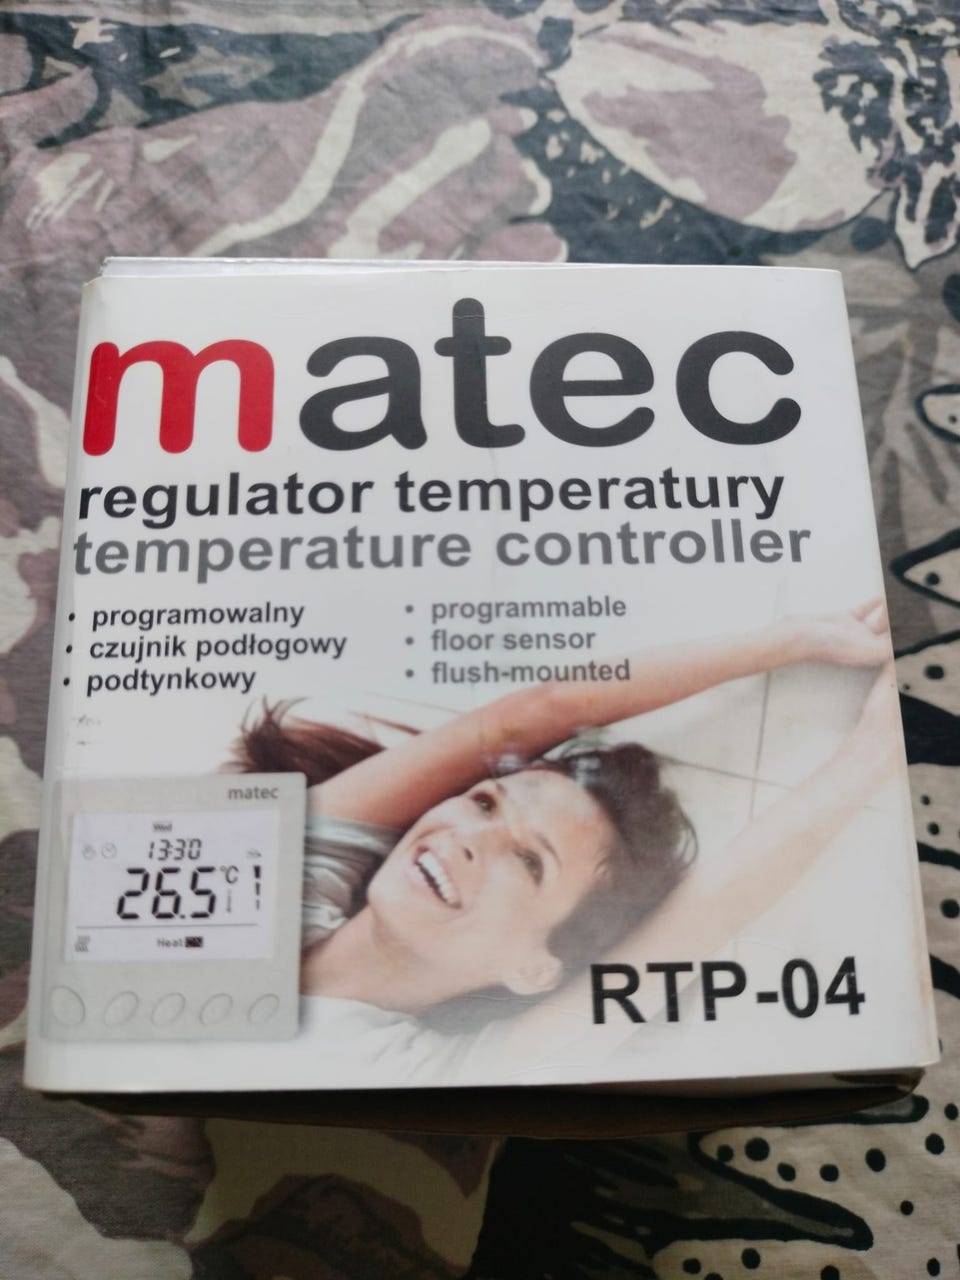 matec
regulator temperatury
temperature controller
• programowalny
• czujnik podłogowy
• podtynkowy
• programmable
• floor sensor
• flush-mounted
matec
Wed
13:30
26.5 °C
Heat ON
RTP-04